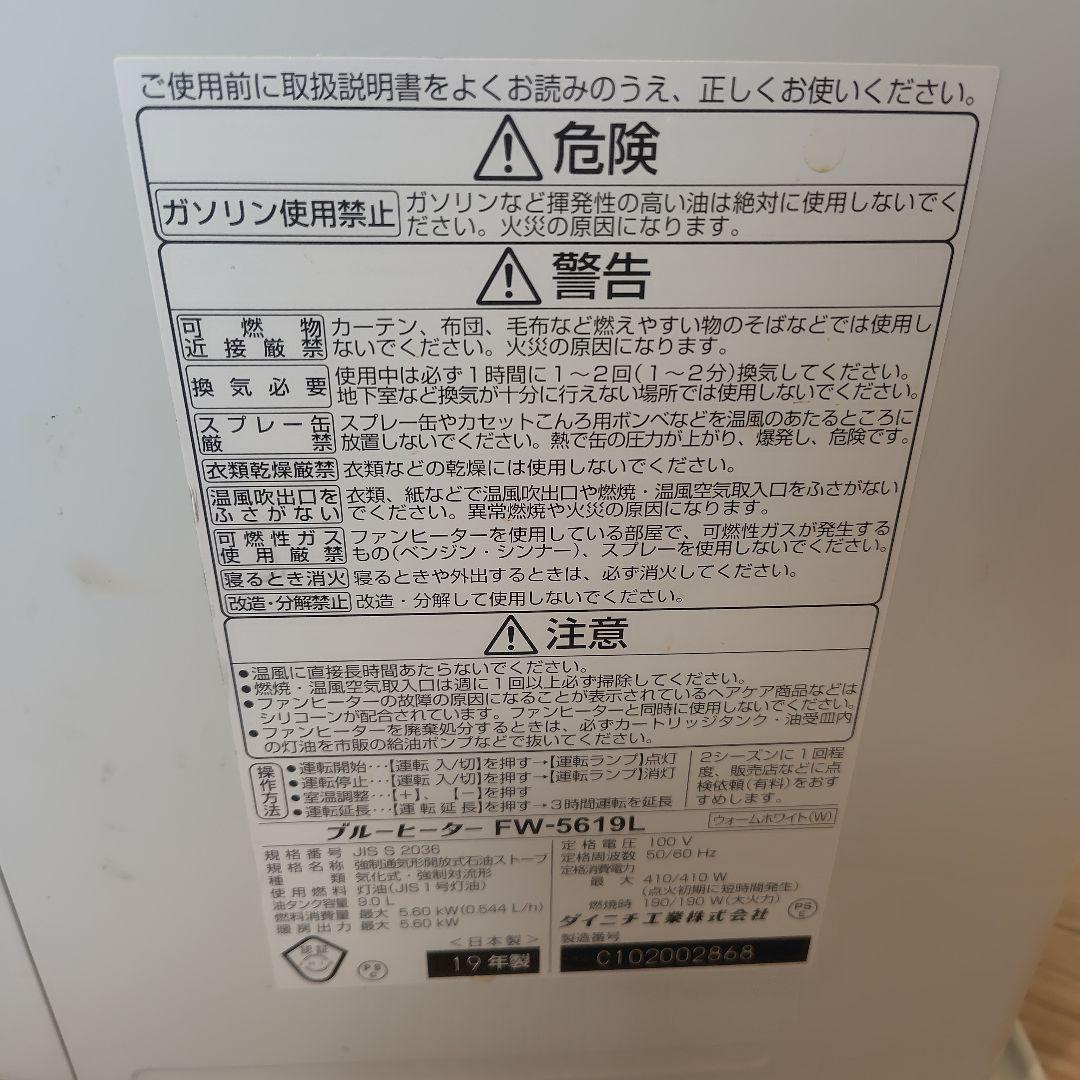 ご使用前に取扱説明書をよくお読みのうえ、正しくお使いください。
危険
ガソリン使用禁止
ガソリンなど揮発性の高い油は絶対に使用しないでく
ださい。火災の原因になります。
警告
可燃物
近接厳禁
カーテン、布団、毛布など燃えやすい物のそばなどでは使用し
ないでください。火災の原因になります。
換気必要
使用中は必ず1時間に1～2回(1～2分)換気してください。
地下室など換気が十分に行えない場所では使用しないでください。
スプレー缶
厳禁
スプレー缶やカセットこんろ用ボンベなどを温風のあたるところに
放置しないでください。熱で缶の圧力が上がり、爆発し、危険です。
衣類乾燥厳禁
衣類などの乾燥には使用しないでください。
温風吹出口を
ふさがない
衣類、紙などで温風吹出口や燃焼・温風空気取入口をふさがない
でください。異常燃焼や火災の原因になります。
可燃性ガス
使用厳禁
ファンヒーターを使用している部屋で、可燃性ガスが発生する
もの(ベンジン・シンナー)、スプレーを使用しないでください。
寝るとき消火
寝るときや外出するときは、必ず消火してください。
改造・分解禁止
改造・分解して使用しないでください。
注意
●温風に直接長時間あたらないでください。
●燃焼・温風空気取入口は週に1回以上必ず掃除してください。
●ファンヒーターの故障の原因になることが表示されているヘアケア商品などは
シリコーンが配合されています。ファンヒーターと同時に使用しないでください。
●ファンヒーターを廃棄処分するときは、必ずカートリッジタンク・油受皿内
の灯油を市販の給油ポンプなどで抜いてください。
操作方法
●運転開始…【運転 入/切】を押す→【運転ランプ】点灯
●運転停止…【運転 入/切】を押す→【運転ランプ】消灯
●室温調整…【＋】、【－】を押す
●運転延長…【運転延長】を押す→3時間運転を延長
2シーズンに1回程
度、販売店などに点
検依頼(有料)をおす
すめします。
ブルーヒーター FW-5619L
ウォームホワイト(W)
規格番号 JIS S 2036
規格名称 強制通気形開放式石油ストーブ
種類 気化式・強制対流形
使用燃料 灯油(JIS1号灯油)
油タンク容量 9.0 L
燃料消費量 最大 5.60 kW(0.544 L/h)
暖房出力 最大 5.60 kW
<日本製>
認証
PS
C
19年製
定格電圧 100 V
定格周波数 50/60 Hz
定格消費電力
最大 410/410 W
(点火初期に短時間発生)
燃焼時 190/190 W(大火力)
ダイニチ工業株式会社
PS
E
製造番号
C102002868